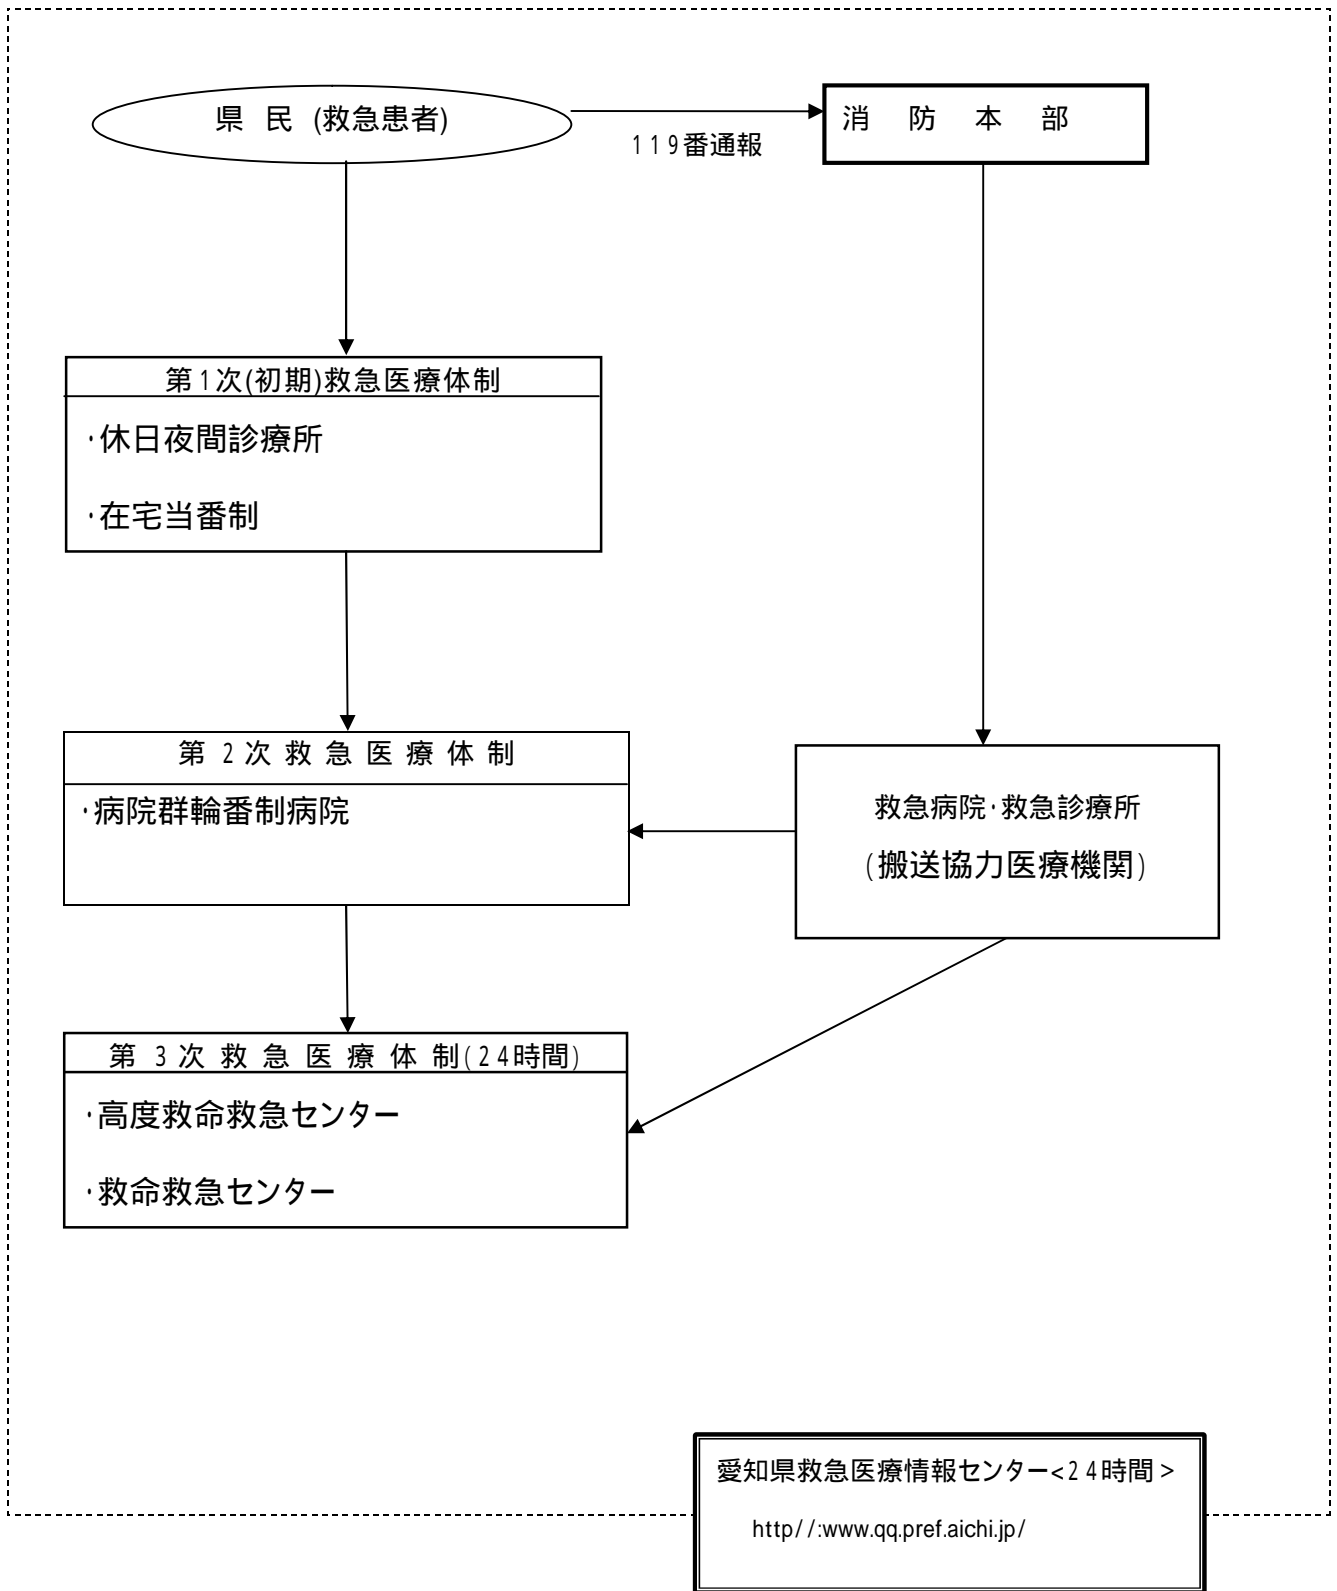 県 民 (救急患者)
消 防 本 部
119番通報
第1次(初期)救急医療体制
・休日夜間診療所
・在宅当番制
第2次救急医療体制
・病院群輪番制病院
救急病院・救急診療所
(搬送協力医療機関)
第3次救急医療体制(24時間)
・高度救命救急センター
・救命救急センター
愛知県救急医療情報センター<24時間>
http//:www.qq.pref.aichi.jp/